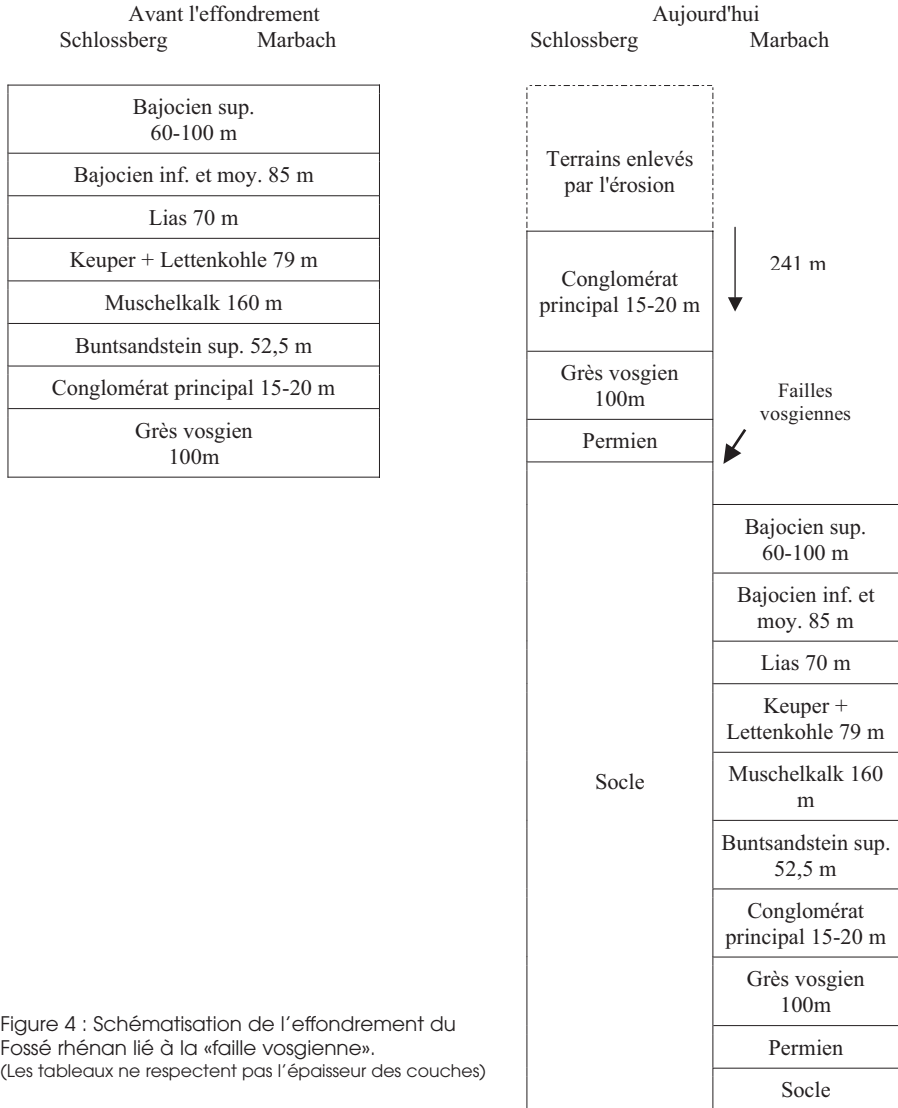 Avant l'effondrement
Schlossberg Marbach
Bajocien sup.
60-100 m
Bajocien inf. et moy. 85 m
Lias 70 m
Keuper + Lettenkohle 79 m
Muschelkalk 160 m
Buntsandstein sup. 52,5 m
Conglomérat principal 15-20 m
Grès vosgien
100m
Aujourd'hui
Schlossberg Marbach
Terrains enlevés
par l'érosion
Conglomérat
principal 15-20 m
Grès vosgien
100m
Permien
Socle
241 m
Failles
vosgiennes
Bajocien sup.
60-100 m
Bajocien inf. et
moy. 85 m
Lias 70 m
Keuper +
Lettenkohle 79 m
Muschelkalk 160
m
Buntsandstein sup.
52,5 m
Conglomérat
principal 15-20 m
Grès vosgien
100m
Permien
Socle
Figure 4 : Schématisation de l'effondrement du
Fossé rhénan lié à la «faille vosgienne».
(Les tableaux ne respectent pas l'épaisseur des couches)